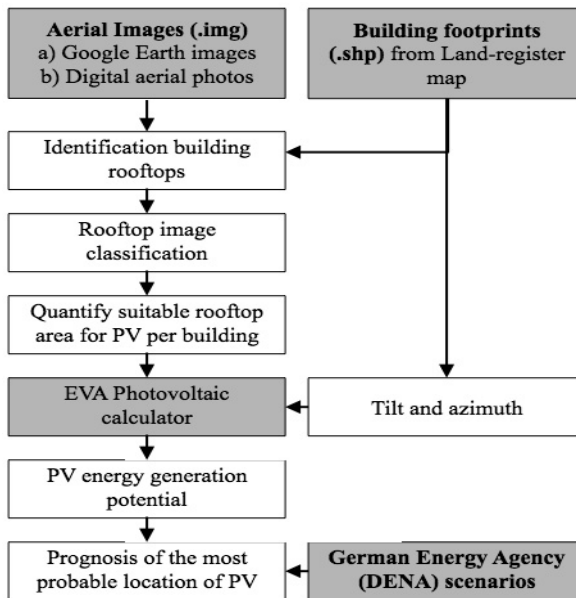 Aerial Images (.img)
a) Google Earth images
b) Digital aerial photos
Building footprints
(.shp) from Land-register
map
Identification building
rooftops
Rooftop image
classification
Quantify suitable rooftop
area for PV per building
EVA Photovoltaic
calculator
Tilt and azimuth
PV energy generation
potential
Prognosis of the most
probable location of PV
German Energy Agency
(DENA) scenarios